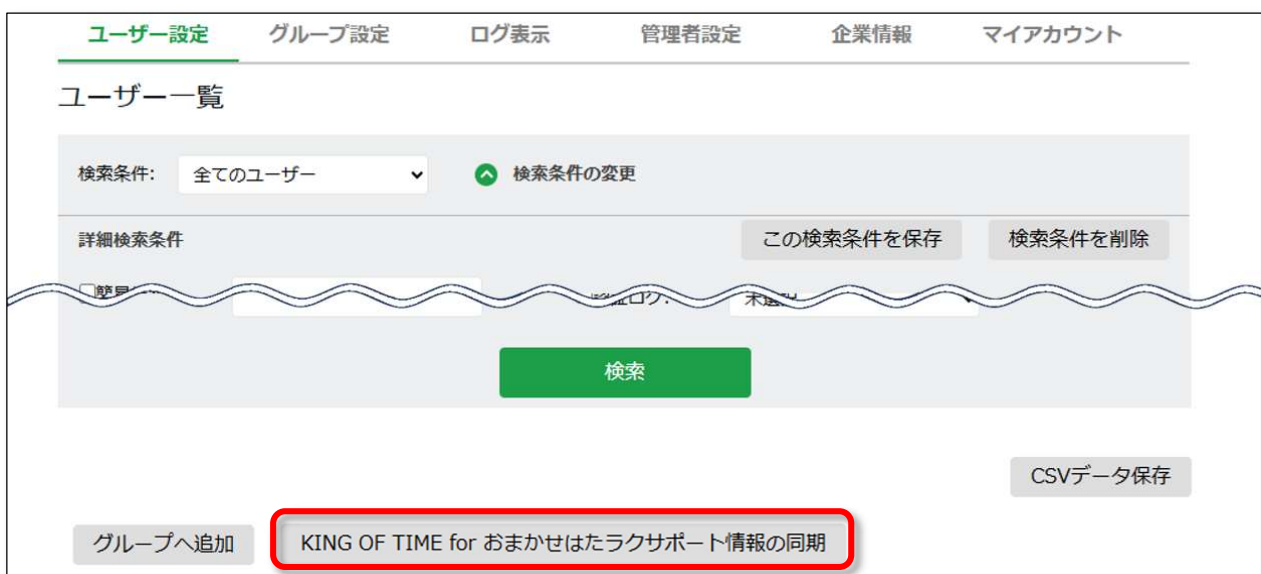 ユーザー設定 グループ設定 ログ表示 管理者設定 企業情報 マイアカウント
ユーザー一覧
検索条件: 全てのユーザー 検索条件の変更
詳細検索条件 この検索条件を保存 検索条件を削除
検索
CSVデータ保存
グループへ追加 KING OF TIME for おまかせはたラクサポート情報の同期